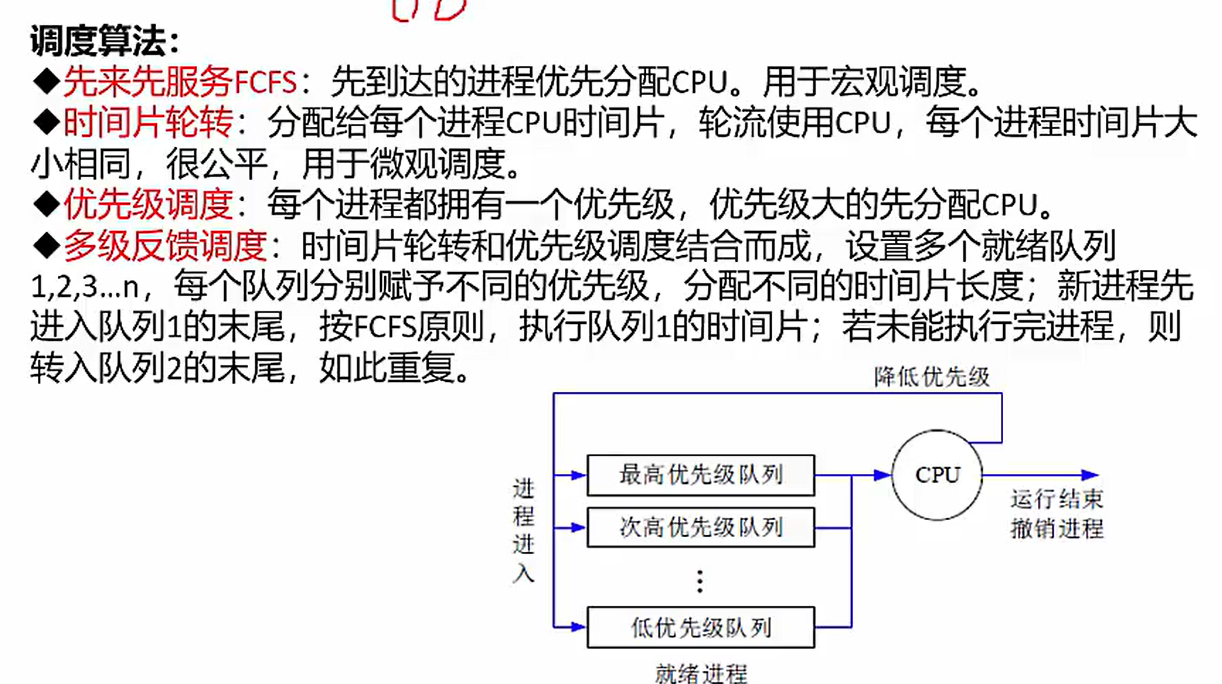 调度算法：
◆先来先服务FCFS：先到达的进程优先分配CPU。用于宏观调度。
◆时间片轮转：分配给每个进程CPU时间片，轮流使用CPU，每个进程时间片大
小相同，很公平，用于微观调度。
◆优先级调度：每个进程都拥有一个优先级，优先级大的先分配CPU。
◆多级反馈调度：时间片轮转和优先级调度结合而成，设置多个就绪队列
1,2,3...n，每个队列分别赋予不同的优先级，分配不同的时间片长度；新进程先
进入队列1的末尾，按FCFS原则，执行队列1的时间片；若未能执行完进程，则
转入队列2的末尾，如此重复。
降低优先级
进程进入
最高优先级队列
CPU
次高优先级队列
运行结束
撤销进程
⋮
低优先级队列
就绪进程